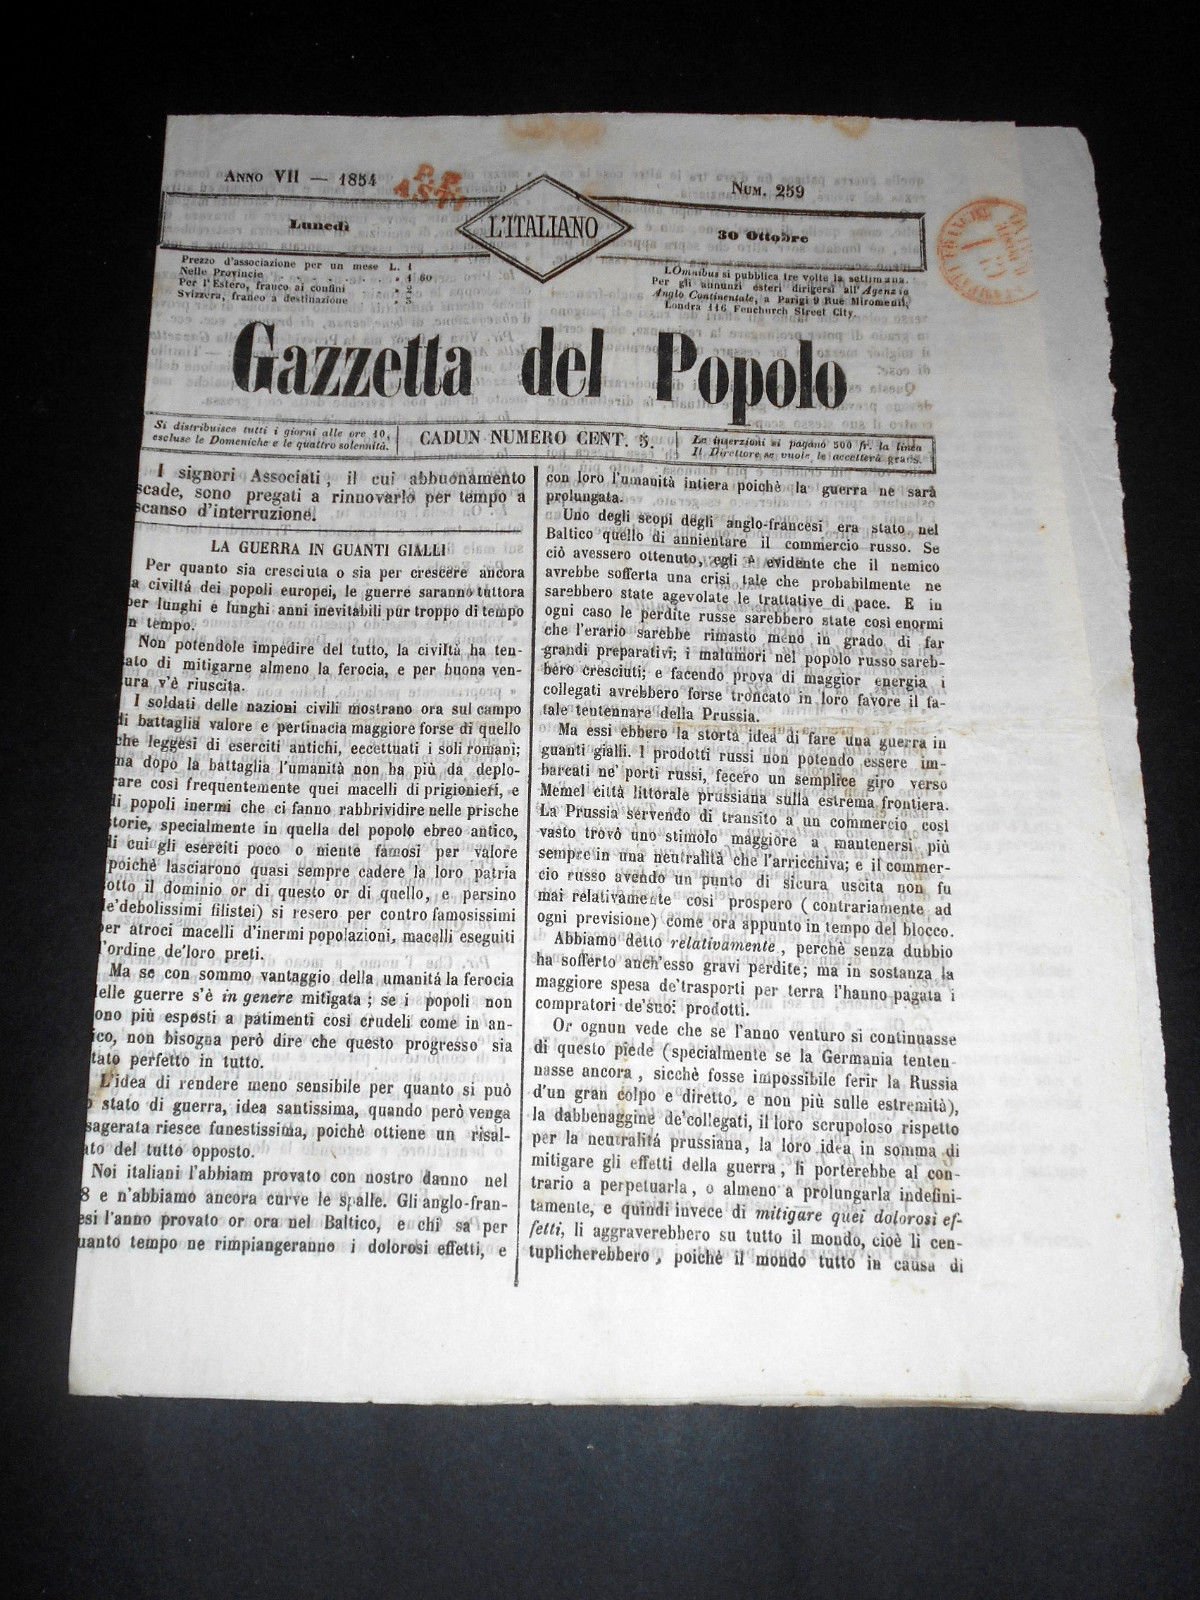 ANNO VII — 1854
P. P.
ASTI
NUM. 259
Lunedì
L'ITALIANO
30 Ottobre
Prezzo d'associazione per un mese L. 1
Nelle Provincie » 1 60
Per l'Estero, franco ai confini » 2
Svizzera, franco a destinazione » 3
L'Omnibus si pubblica tre volte la settimana.
Per gli annunzi esteri dirigersi all'Agenzia
Anglo Continentale, a Parigi 9 Rue Miromenil,
Londra 116 Fenchurch Street City.
Gazzetta del Popolo
Si distribuisce tutti i giorni alle ore 10,
escluse le Domeniche e le quattro solennità.
CADUN NUMERO CENT. 5.
Le inserzioni si pagano 500 fr. la linea
Il Direttore se vuole le accetterà gratis.
I signori Associati, il cui abbuonamento
scade, sono pregati a rinnovarlo per tempo a
scanso d'interruzione.
LA GUERRA IN GUANTI GIALLI
Per quanto sia cresciuta o sia per crescere ancora
a civiltá dei popoli europei, le guerre saranno tuttora
per lunghi e lunghi anni inevitabili pur troppo di tempo
n tempo.
Non potendole impedire del tutto, la civiltà ha ten-
ato di mitigarne almeno la ferocia, e per buona ven-
ura v'è riuscita.
I soldati delle nazioni civili mostrano ora sul campo
di battaglia valore e pertinacia maggiore forse di quello
che leggesi di eserciti antichi, eccettuati i soli romani;
ma dopo la battaglia l'umanità non ha più da deplo-
rare così frequentemente quei macelli di prigionieri, e
di popoli inermi che ci fanno rabbrividire nelle prische
storie, specialmente in quella del popolo ebreo antico,
di cui gli eserciti poco o niente famosi per valore
poichè lasciarono quasi sempre cadere la loro patria
otto il dominio or di questo or di quello, e persino
le'debolissimi filistei) si resero per contro famosissimi
per atroci macelli d'inermi popolazioni, macelli eseguiti
l'ordine de'loro preti.
Ma se con sommo vantaggio della umanitá la ferocia
elle guerre s'è in genere mitigata; se i popoli non
ono più esposti a patimenti cosi crudeli come in an-
ico, non bisogna però dire che questo progresso sia
tato perfetto in tutto.
L'idea di rendere meno sensibile per quanto si può
o stato di guerra, idea santissima, quando però venga
sagerata riesce funestissima, poichè ottiene un risal-
ato del tutto opposto.
Noi italiani l'abbiam provato con nostro danno nel
8 e n'abbiamo ancora curve le spalle. Gli anglo-fran-
esi l'anno provato or ora nel Baltico, e chi sa per
uanto tempo ne rimpiangeranno i dolorosi effetti, e
con loro l'umanità intiera poichè la guerra ne sará
prolungata.
Uno degli scopi degli anglo-francesi era stato nel
Baltico quello di annientare il commercio russo. Se
ciò avessero ottenuto, egli è evidente che il nemico
avrebbe sofferta una crisi tale che probabilmente ne
sarebbero state agevolate le trattative di pace. E in
ogni caso le perdite russe sarebbero state così enormi
che l'erario sarebbe rimasto meno in grado di far
grandi preparativi; i malumori nel popolo russo sareb-
bero cresciuti; e facendo prova di maggior energia i
collegati avrebbero forse troncato in loro favore il fa-
tale tentennare della Prussia.
Ma essi ebbero la storta idea di fare una guerra in
guanti gialli. I prodotti russi non potendo essere im-
barcati ne' porti russi, fecero un semplice giro verso
Memel città littorale prussiana sulla estrema frontiera.
La Prussia servendo di transito a un commercio così
vasto trovò uno stimolo maggiore a mantenersi più
sempre in una neutralità che l'arricchiva; e il commer-
cio russo avendo un punto di sicura uscita non fu
mai relativamente così prospero (contrariamente ad
ogni previsione) come ora appunto in tempo del blocco.
Abbiamo detto relativamente, perchè senza dubbio
ha sofferto anch'esso gravi perdite; ma in sostanza la
maggiore spesa de'trasporti per terra l'hanno pagata i
compratori de'suoi prodotti.
Or ognun vede che se l'anno venturo si continuasse
di questo piede (specialmente se la Germania tenten-
nasse ancora, sicchè fosse impossibile ferir la Russia
d'un gran colpo e diretto, e non più sulle estremità),
la dabbenaggine de'collegati, il loro scrupoloso rispetto
per la neutralitá prussiana, la loro idea in somma di
mitigare gli effetti della guerra, li porterebbe al con-
trario a perpetuarla, o almeno a prolungarla indefini-
tamente, e quindi invece di mitigare quei dolorosi ef-
fetti, li aggraverebbero su tutto il mondo, cioè li cen-
tuplicherebbero, poichè il mondo tutto in causa di